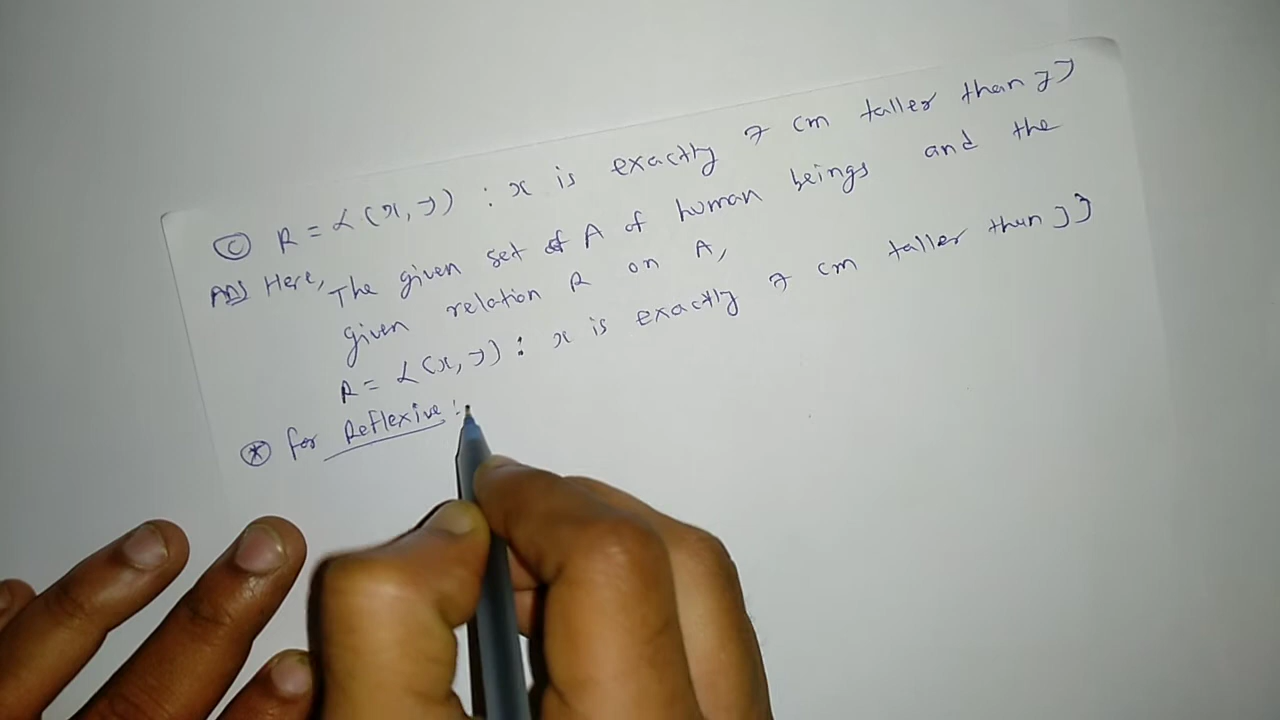 (C) R = {(x, y) : x is exactly 7 cm taller than y}
Ans Here, The given set of A of human beings and the
given relation R on A,
R = {(x, y) : x is exactly 7 cm taller than y}
* for Reflexive :